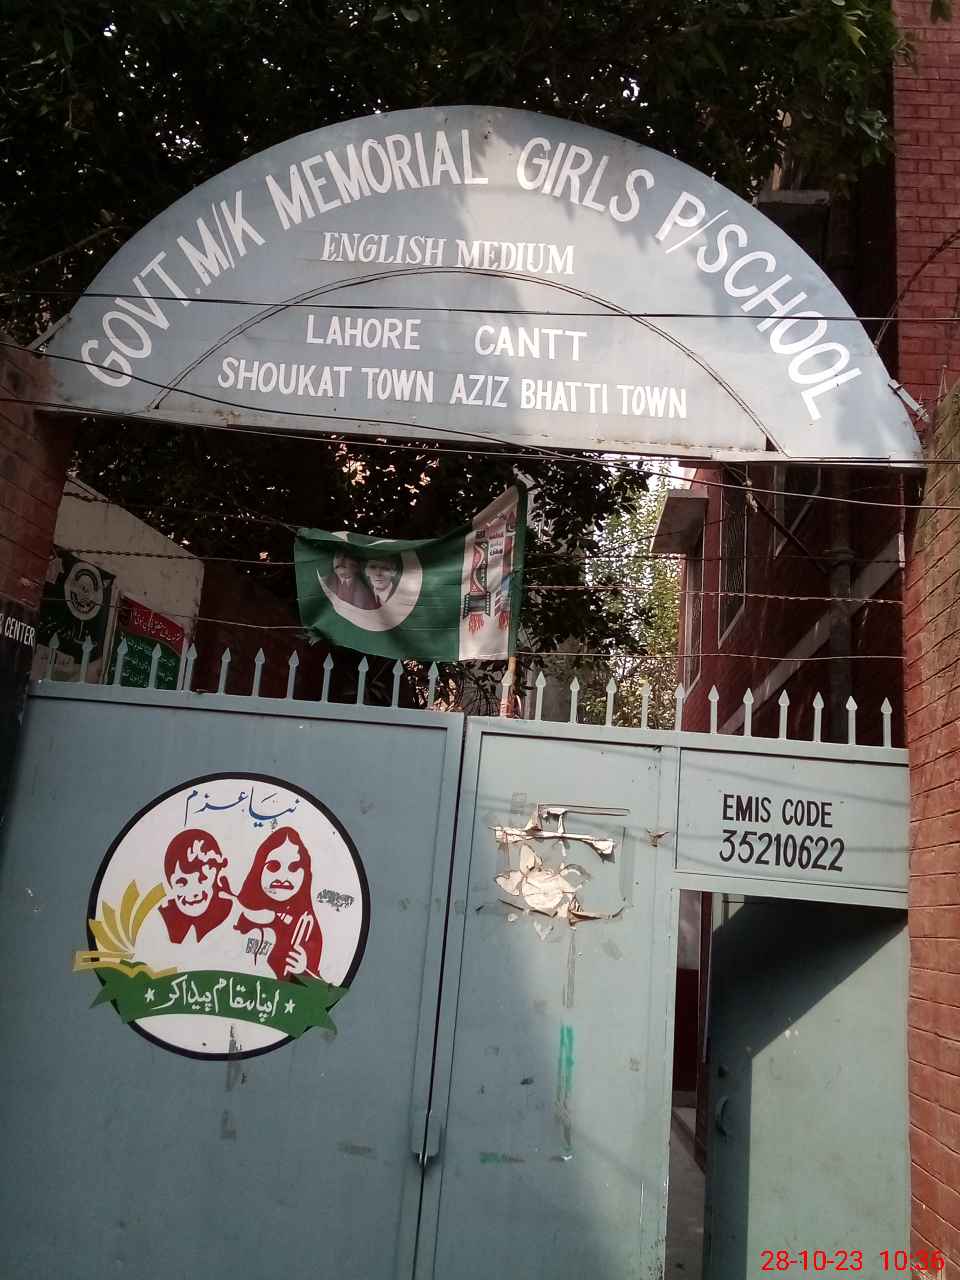 GOVT. M/K MEMORIAL GIRLS P/SCHOOL
ENGLISH MEDIUM
LAHORE CANTT
SHOUKAT TOWN AZIZ BHATTI TOWN
CENTER
EMIS CODE
35210622
نیا عزم
اپنا مقام پیدا کر
28-10-23 10:36